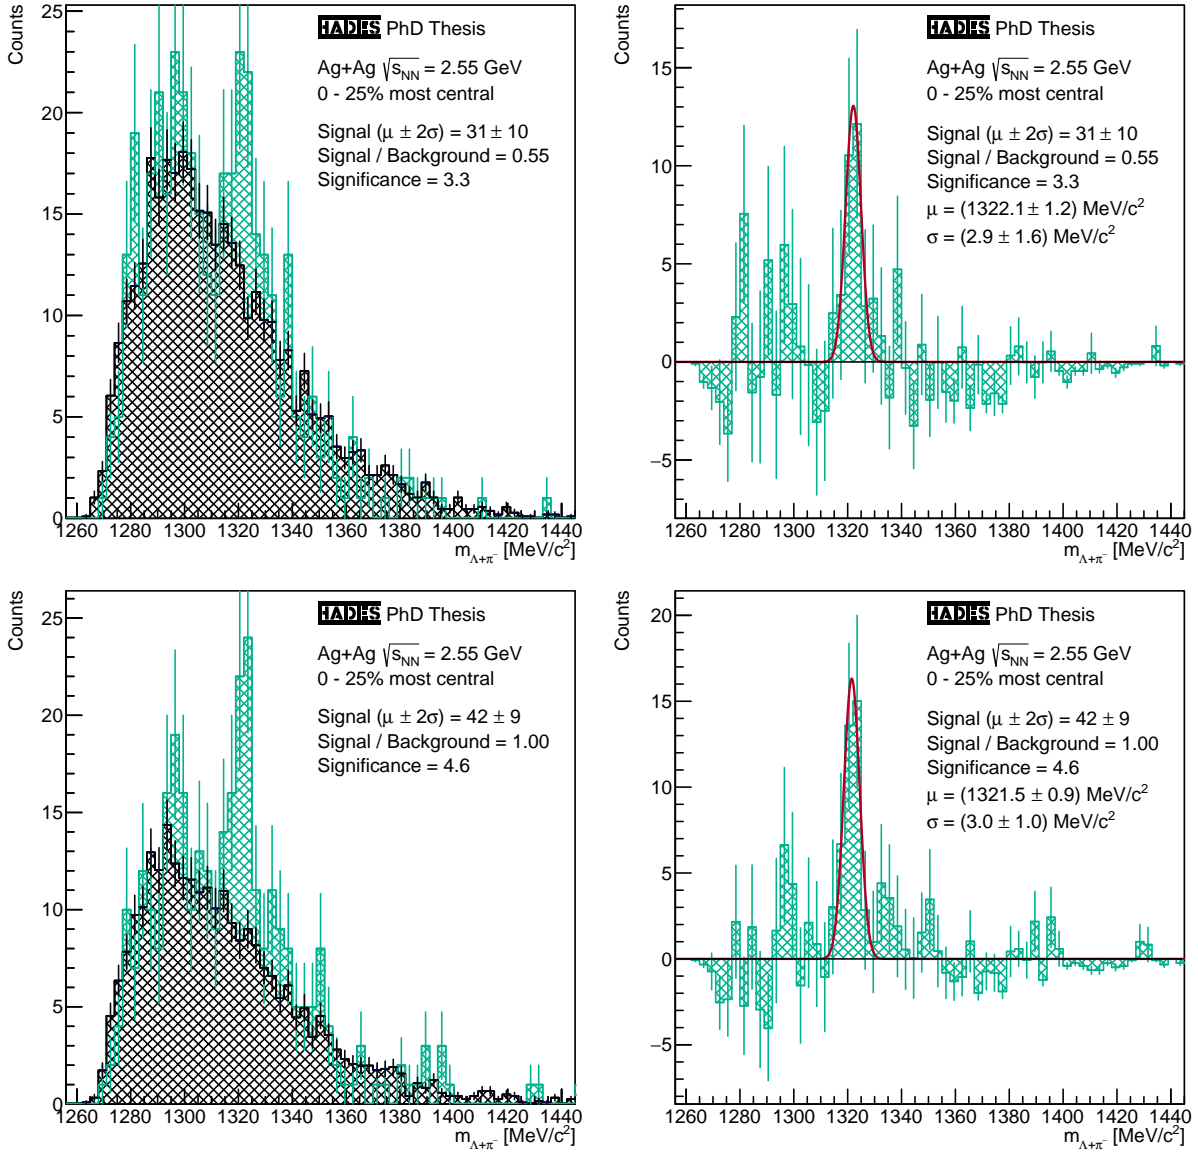 Counts
HADES PhD Thesis
Ag+Ag √sNN = 2.55 GeV
0 - 25% most central
Signal (μ ± 2σ) = 31 ± 10
Signal / Background = 0.55
Significance = 3.3
25
20
15
10
5
0
1260 1280 1300 1320 1340 1360 1380 1400 1420 1440
mΛ+π⁻ [MeV/c²]
Counts
HADES PhD Thesis
Ag+Ag √sNN = 2.55 GeV
0 - 25% most central
Signal (μ ± 2σ) = 31 ± 10
Signal / Background = 0.55
Significance = 3.3
μ = (1322.1 ± 1.2) MeV/c²
σ = (2.9 ± 1.6) MeV/c²
15
10
5
0
−5
1260 1280 1300 1320 1340 1360 1380 1400 1420 1440
mΛ+π⁻ [MeV/c²]
Counts
HADES PhD Thesis
Ag+Ag √sNN = 2.55 GeV
0 - 25% most central
Signal (μ ± 2σ) = 42 ± 9
Signal / Background = 1.00
Significance = 4.6
25
20
15
10
5
0
1260 1280 1300 1320 1340 1360 1380 1400 1420 1440
mΛ+π⁻ [MeV/c²]
Counts
HADES PhD Thesis
Ag+Ag √sNN = 2.55 GeV
0 - 25% most central
Signal (μ ± 2σ) = 42 ± 9
Signal / Background = 1.00
Significance = 4.6
μ = (1321.5 ± 0.9) MeV/c²
σ = (3.0 ± 1.0) MeV/c²
20
15
10
5
0
−5
1260 1280 1300 1320 1340 1360 1380 1400 1420 1440
mΛ+π⁻ [MeV/c²]